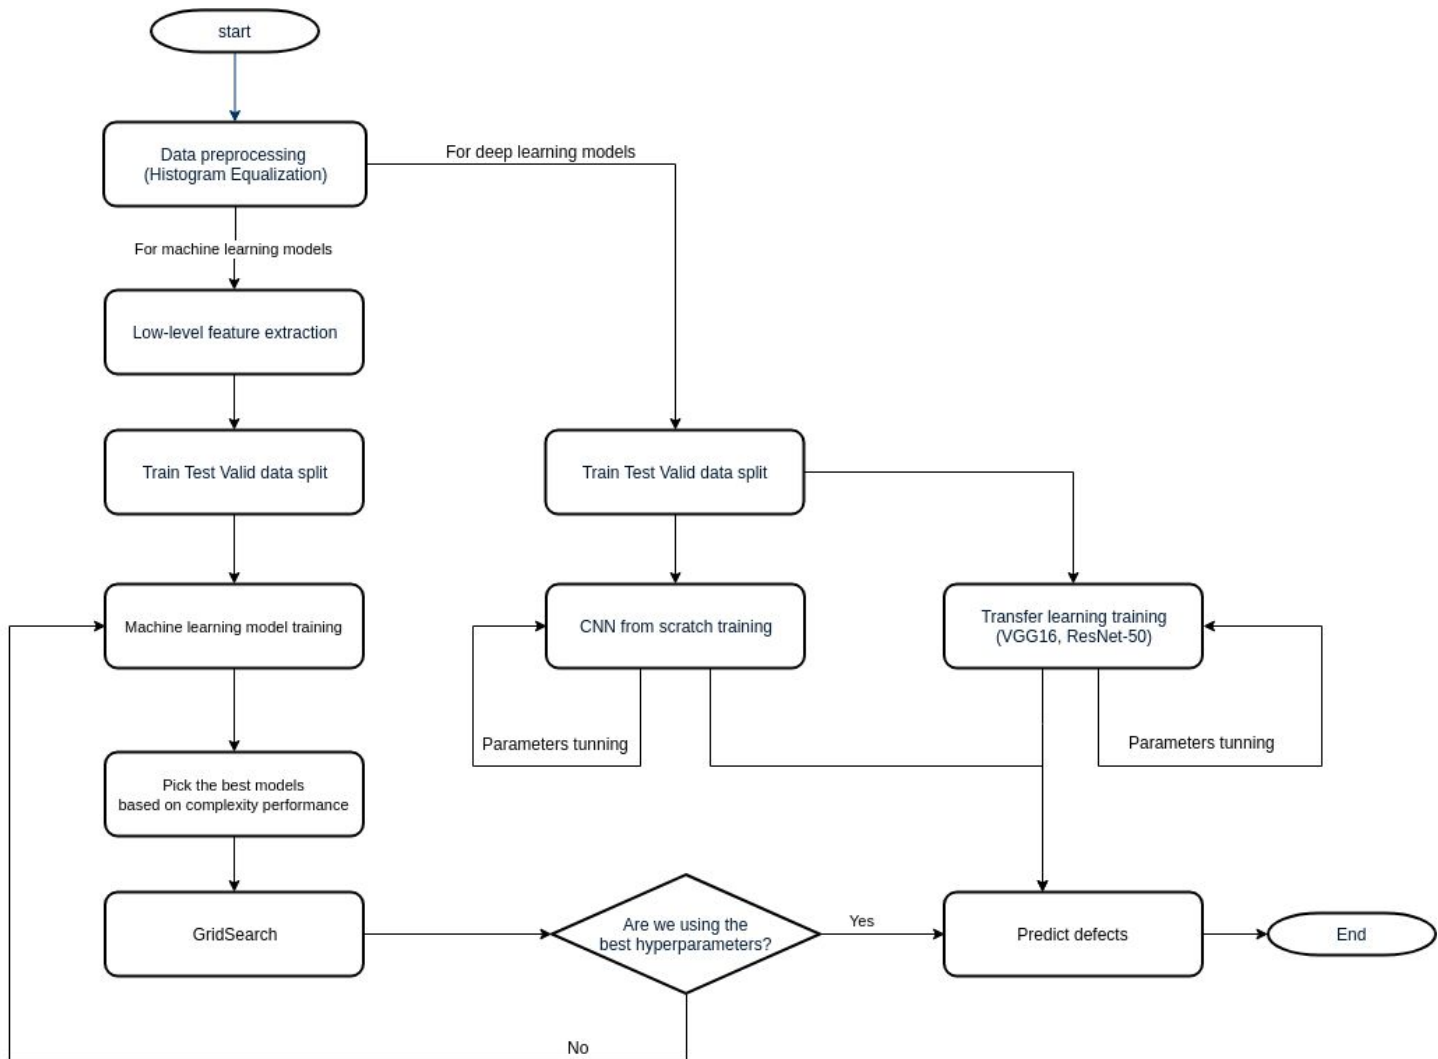 start
Data preprocessing
(Histogram Equalization)
For deep learning models
For machine learning models
Low-level feature extraction
Train Test Valid data split
Train Test Valid data split
Machine learning model training
CNN from scratch training
Transfer learning training
(VGG16, ResNet-50)
Parameters tunning
Parameters tunning
Pick the best models
based on complexity performance
GridSearch
Are we using the
best hyperparameters?
Yes
Predict defects
End
No